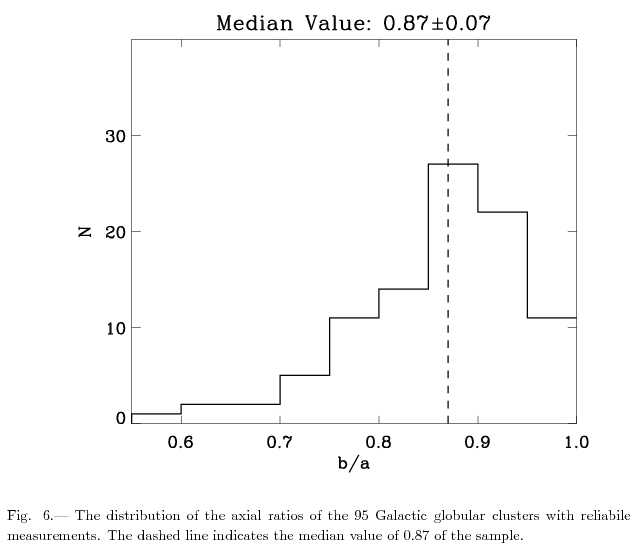 Median Value: 0.87±0.07
30
20
10
0
N
0.6 0.7 0.8 0.9 1.0
b/a
Fig. 6.— The distribution of the axial ratios of the 95 Galactic globular clusters with reliabile
measurements. The dashed line indicates the median value of 0.87 of the sample.